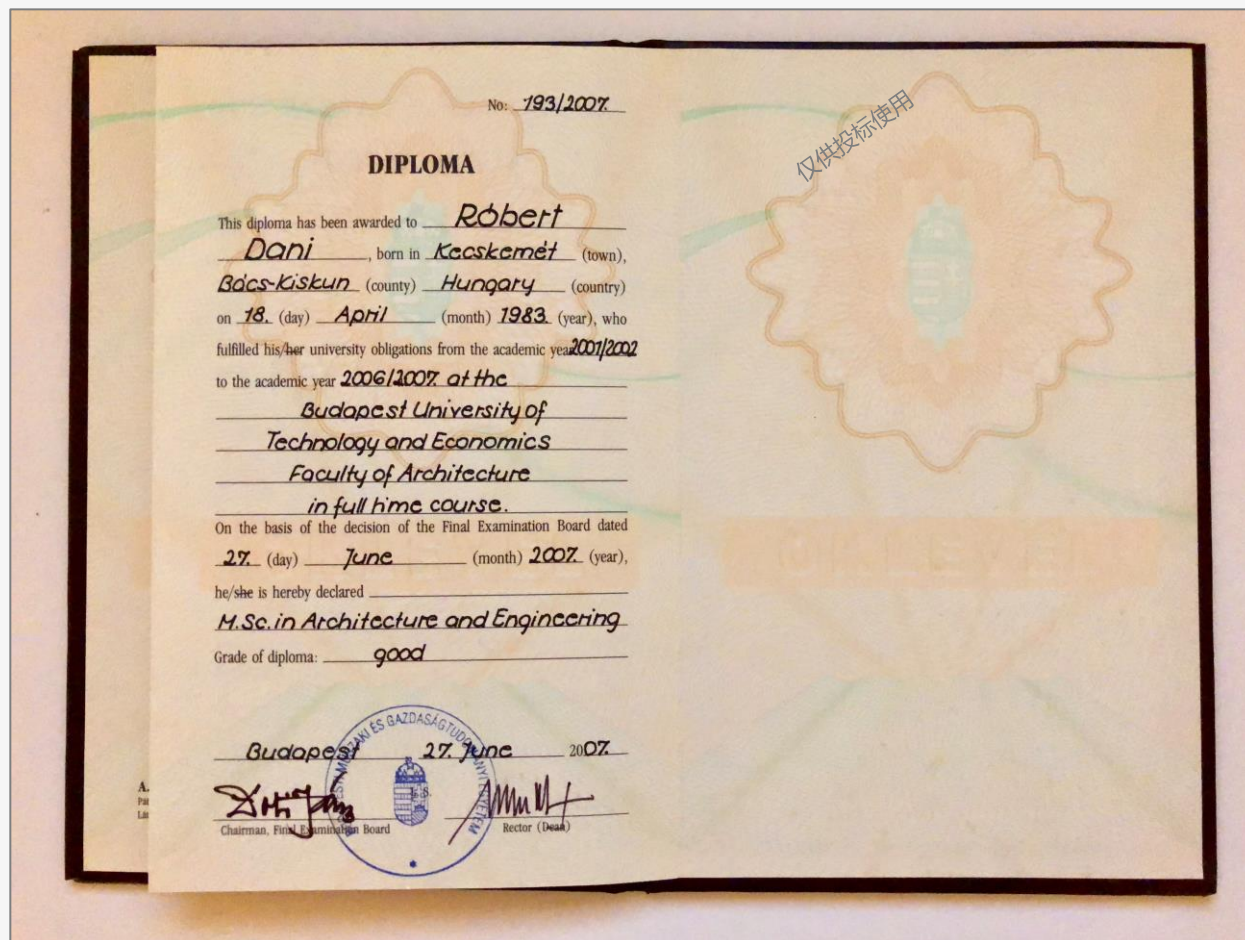 No: 193/2007.
仅供投标使用
DIPLOMA
This diploma has been awarded to Róbert
Dani, born in Kecskemét (town),
Bács-Kiskun (county) Hungary (country)
on 18. (day) April (month) 1983. (year), who
fulfilled his/her university obligations from the academic year 2001/2002
to the academic year 2006/2007. at the
Budapest University of
Technology and Economics
Faculty of Architecture
in full time course.
On the basis of the decision of the Final Examination Board dated
27. (day) June (month) 2007. (year),
he/she is hereby declared
M.Sc. in Architecture and Engineering
Grade of diploma: good
Budapest 27. June 2007.
L. S.
Chairman, Final Examination Board Rector (Dean)
MŰSZAKI ÉS GAZDASÁGTUDOMÁNYI EGYETEM
A.